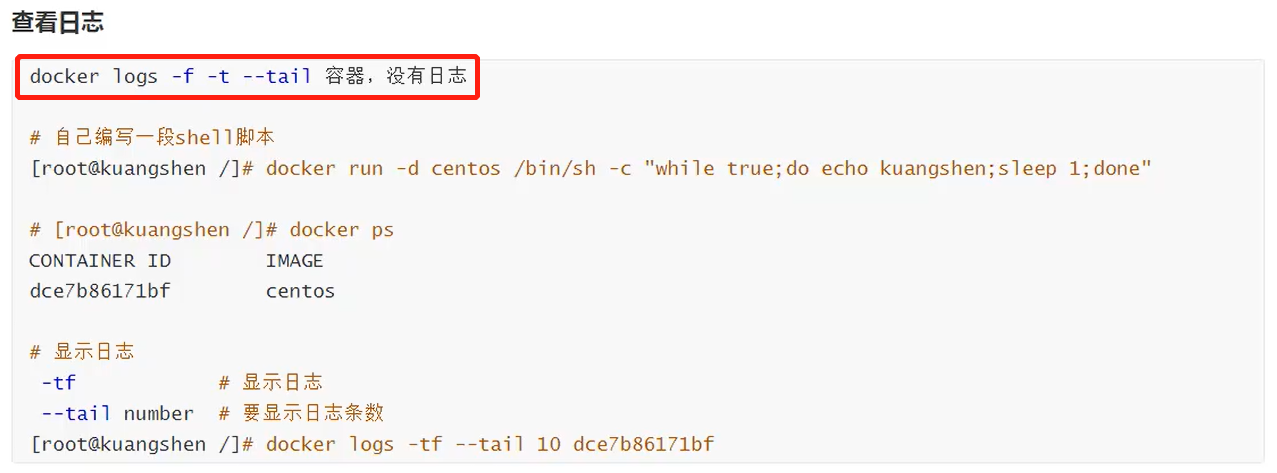 查看日志
docker logs -f -t --tail 容器，没有日志
# 自己编写一段shell脚本
[root@kuangshen /]# docker run -d centos /bin/sh -c "while true;do echo kuangshen;sleep 1;done"
# [root@kuangshen /]# docker ps
CONTAINER ID IMAGE
dce7b86171bf centos
# 显示日志
-tf # 显示日志
--tail number # 要显示日志条数
[root@kuangshen /]# docker logs -tf --tail 10 dce7b86171bf